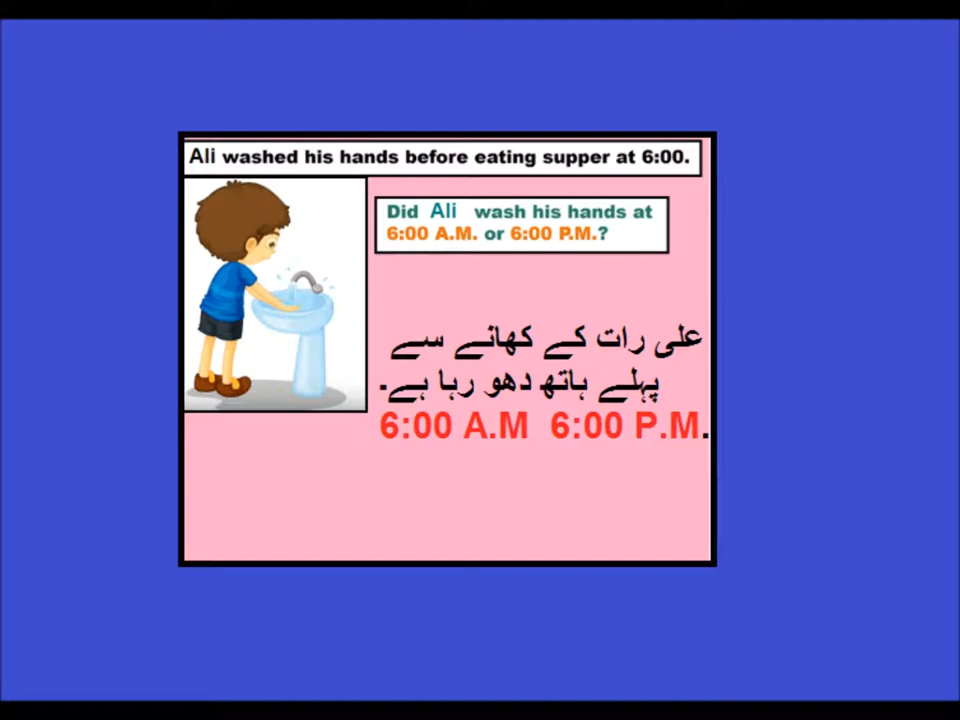 Ali washed his hands before eating supper at 6:00.
Did Ali wash his hands at
6:00 A.M. or 6:00 P.M.?
علی رات کے کھانے سے
پہلے ہاتھ دھو رہا ہے۔
6:00 A.M 6:00 P.M.